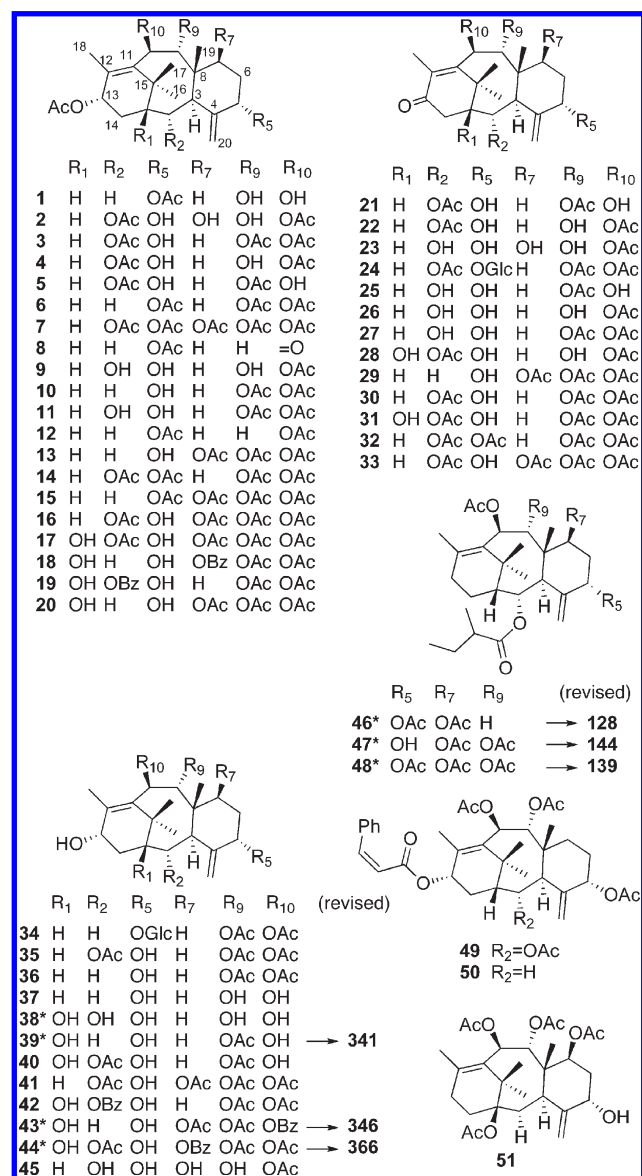 R10 R9 R7
18 11 12 17 19 8 6 15 16 13 3 4 14
AcO
H
R1 R2 R5 20
R1 R2 R5 R7 R9 R10
1 H H OAc H OH OH
2 H OAc OH OH OH OAc
3 H OAc OH H OAc OAc
4 H OAc OH H OH OAc
5 H OAc OH H OAc OH
6 H H OAc H OAc OAc
7 H OAc OAc OAc OAc OAc
8 H H OAc H H =O
9 H OH OH H OH OAc
10 H H OH H OAc OAc
11 H OH OH H OAc OAc
12 H H OAc H H OAc
13 H H OH OAc OAc OAc
14 H OAc OAc H OAc OAc
15 H H OAc OAc OAc OAc
16 H OAc OH OAc OAc OAc
17 OH OAc OH OAc OAc OAc
18 OH H OH OBz OAc OAc
19 OH OBz OH H OAc OAc
20 OH H OH OAc OAc OAc
R10 R9 R7
O
H
R1 R2 R5
R1 R2 R5 R7 R9 R10
21 H OAc OH H OAc OH
22 H OAc OH H OH OAc
23 H OH OH OH OH OAc
24 H OAc OGlc H OAc OAc
25 H OH OH H OAc OH
26 H OH OH H OH OAc
27 H OH OH H OAc OAc
28 OH OAc OH H OH OAc
29 H H OH OAc OAc OAc
30 H OAc OH H OAc OAc
31 OH OAc OH H OAc OAc
32 H OAc OAc H OAc OAc
33 H OAc OH OAc OAc OAc
AcO R9 R7
H H R5
O
O
R5 R7 R9 (revised)
46* OAc OAc H → 128
47* OH OAc OAc → 144
48* OAc OAc OAc → 139
R10 R9 R7
HO
H
R1 R2 R5
R1 R2 R5 R7 R9 R10 (revised)
34 H H OGlc H OAc OAc
35 H OAc OH H OAc OAc
36 H H OH H OAc OAc
37 H H OH H OH OH
38* OH OH OH H OH OH
39* OH H OH H OAc OH → 341
40 OH OAc OH H OAc OH
41 H OAc OH OAc OAc OAc
42 OH OBz OH H OAc OAc
43* OH H OH OAc OAc OBz → 346
44* OH OAc OH OBz OAc OAc → 366
45 H OH OH OH OH OAc
Ph
AcO OAc
O
O
H H OAc
R2
49 R2=OAc
50 R2=H
AcO OAc OAc
AcO H OH
51